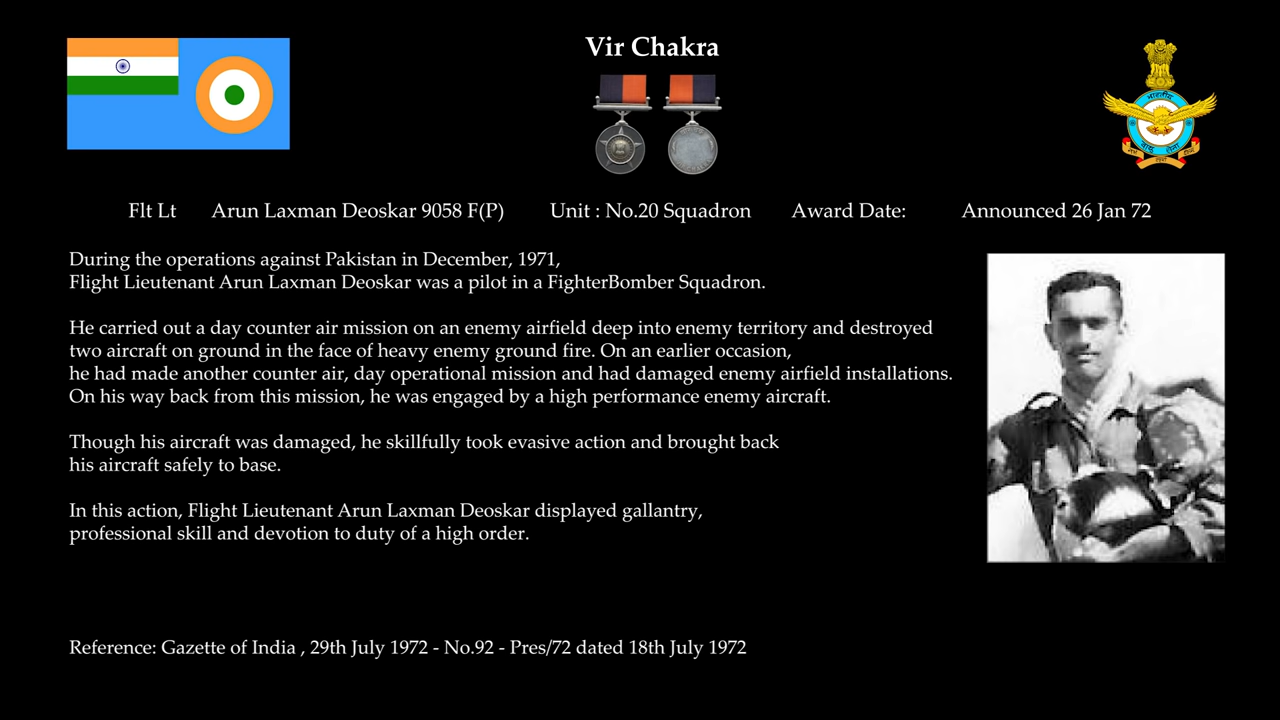 Vir Chakra
Flt Lt Arun Laxman Deoskar 9058 F(P) Unit : No.20 Squadron Award Date: Announced 26 Jan 72
During the operations against Pakistan in December, 1971,
Flight Lieutenant Arun Laxman Deoskar was a pilot in a FighterBomber Squadron.
He carried out a day counter air mission on an enemy airfield deep into enemy territory and destroyed
two aircraft on ground in the face of heavy enemy ground fire. On an earlier occasion,
he had made another counter air, day operational mission and had damaged enemy airfield installations.
On his way back from this mission, he was engaged by a high performance enemy aircraft.
Though his aircraft was damaged, he skillfully took evasive action and brought back
his aircraft safely to base.
In this action, Flight Lieutenant Arun Laxman Deoskar displayed gallantry,
professional skill and devotion to duty of a high order.
Reference: Gazette of India , 29th July 1972 - No.92 - Pres/72 dated 18th July 1972